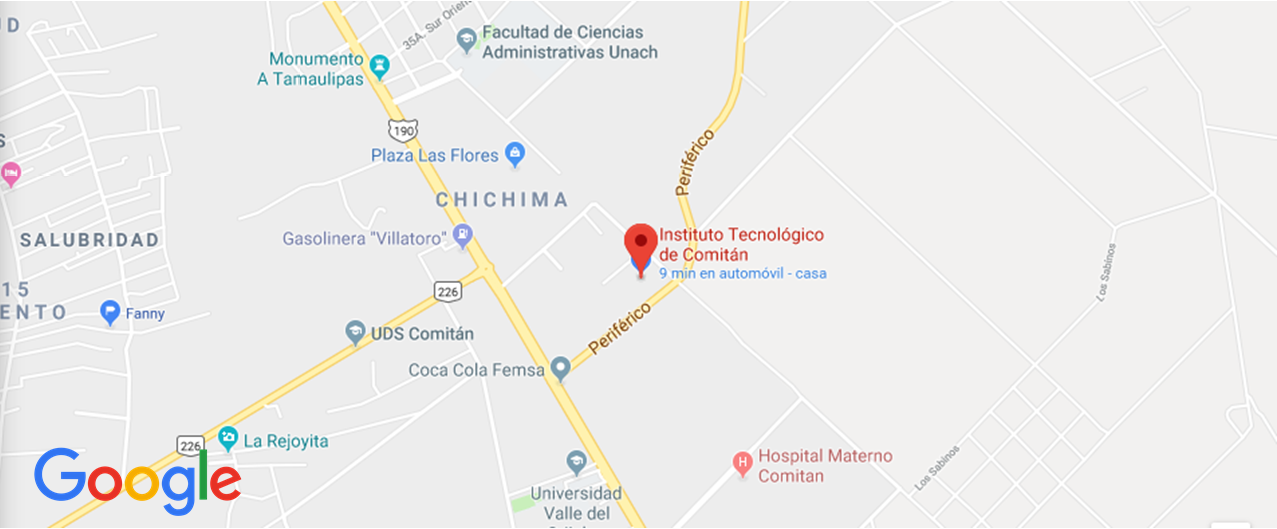 UD
35A. Sur Orien
Facultad de Ciencias
Administrativas Unach
Monumento
A Tamaulipas
190
S
Plaza Las Flores
Periférico
CHICHIMA
Gasolinera "Villatoro"
SALUBRIDAD
Instituto Tecnológico
de Comitán
9 min en automóvil - casa
Los Sabinos
15
ENTO
226
Fanny
UDS Comitán
Periférico
Coca Cola Femsa
226
La Rejoyita
Google
Hospital Materno
Comitan
H
Los Sabinos
Universidad
Valle del